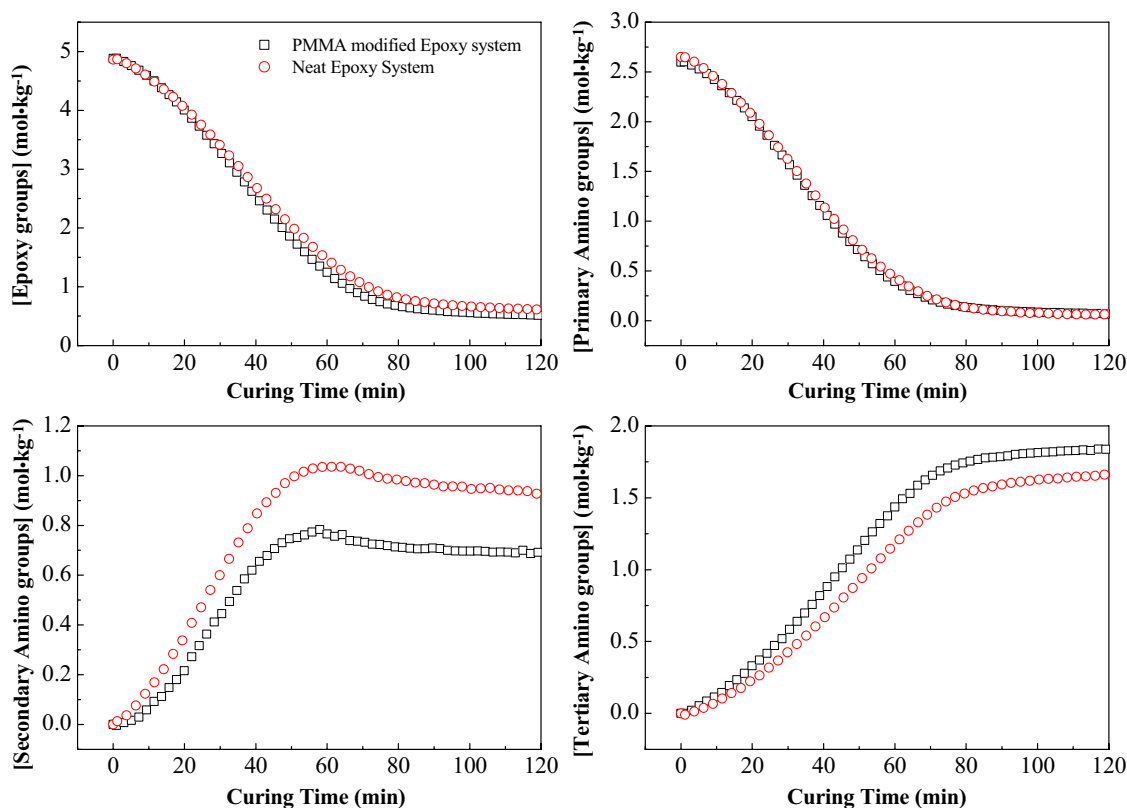 [Epoxy groups] (mol·kg-1)
5
4
3
2
1
0
0 20 40 60 80 100 120
Curing Time (min)
PMMA modified Epoxy system
Neat Epoxy System
[Primary Amino groups] (mol·kg-1)
3.0
2.5
2.0
1.5
1.0
0.5
0.0
0 20 40 60 80 100 120
Curing Time (min)
[Secondary Amino groups] (mol·kg-1)
1.2
1.0
0.8
0.6
0.4
0.2
0.0
0 20 40 60 80 100 120
Curing Time (min)
[Tertiary Amino groups] (mol·kg-1)
2.0
1.5
1.0
0.5
0.0
0 20 40 60 80 100 120
Curing Time (min)